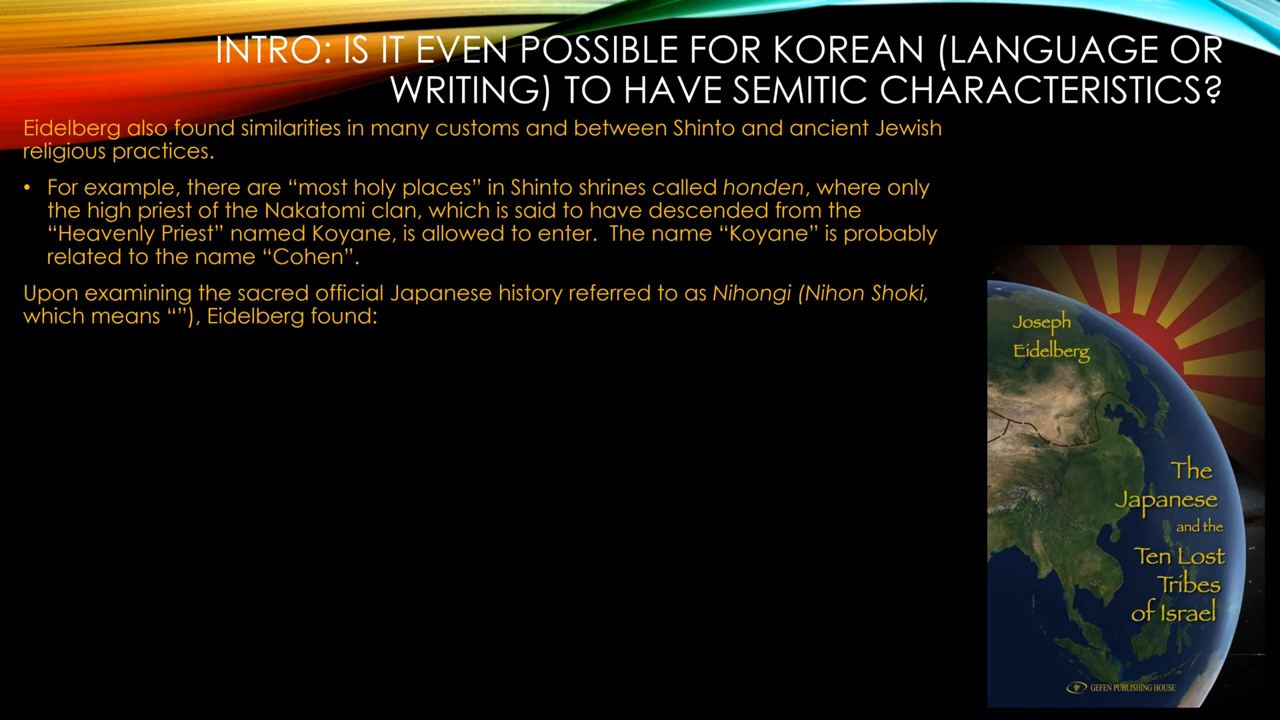 INTRO: IS IT EVEN POSSIBLE FOR KOREAN (LANGUAGE OR
WRITING) TO HAVE SEMITIC CHARACTERISTICS?
Eidelberg also found similarities in many customs and between Shinto and ancient Jewish
religious practices.
• For example, there are “most holy places” in Shinto shrines called honden, where only
the high priest of the Nakatomi clan, which is said to have descended from the
“Heavenly Priest” named Koyane, is allowed to enter. The name “Koyane” is probably
related to the name “Cohen”.
Upon examining the sacred official Japanese history referred to as Nihongi (Nihon Shoki,
which means “”), Eidelberg found:
Joseph
Eidelberg
The
Japanese
and the
Ten Lost
Tribes
of Israel
GEFEN PUBLISHING HOUSE